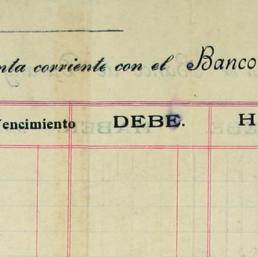 nta corriente con el Banco
Vencimiento DEBE. H